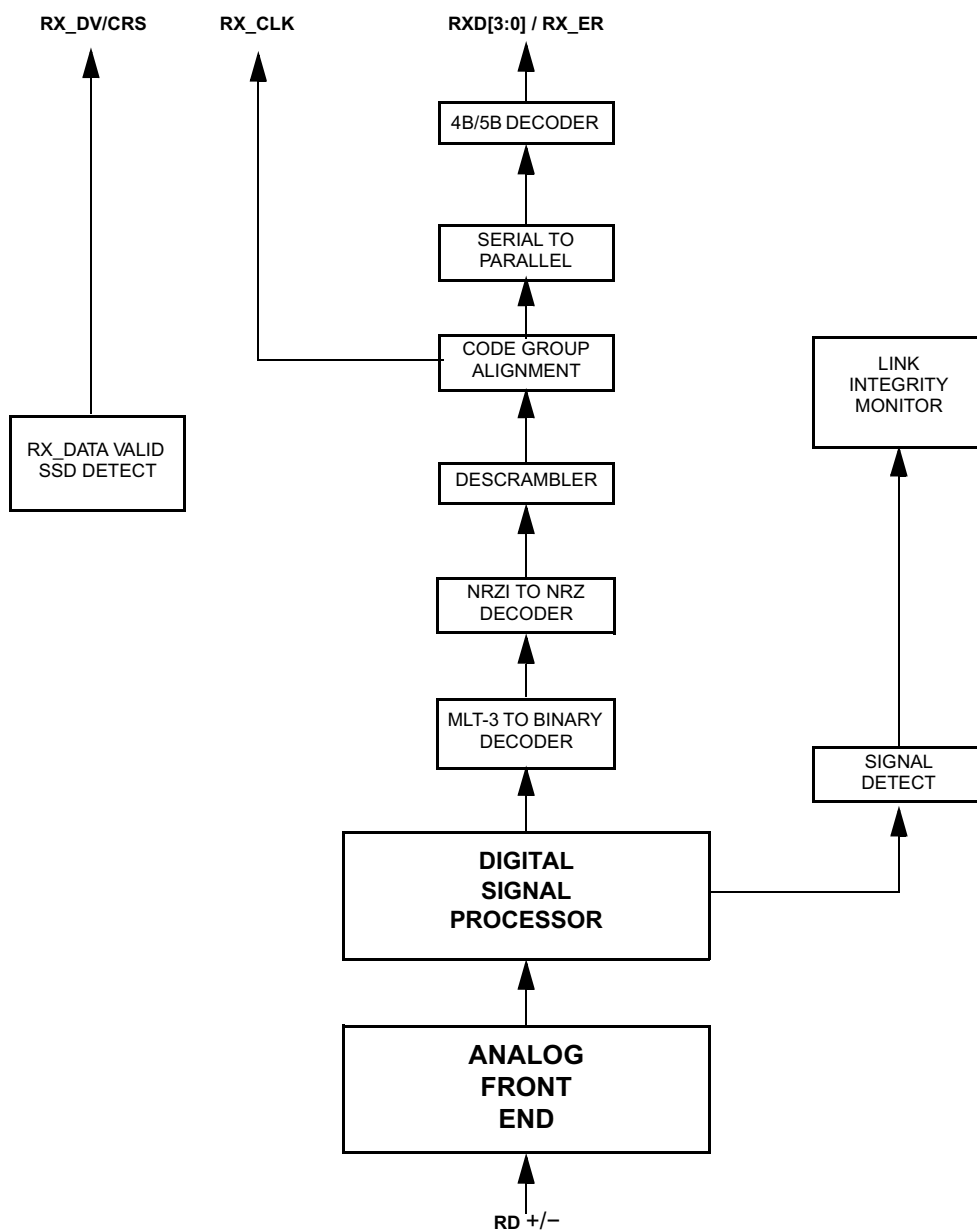 RX_DV/CRS
RX_CLK
RXD[3:0] / RX_ER
4B/5B DECODER
SERIAL TO
PARALLEL
CODE GROUP
ALIGNMENT
LINK
INTEGRITY
MONITOR
RX_DATA VALID
SSD DETECT
DESCRAMBLER
NRZI TO NRZ
DECODER
MLT-3 TO BINARY
DECODER
SIGNAL
DETECT
DIGITAL
SIGNAL
PROCESSOR
ANALOG
FRONT
END
RD +/−